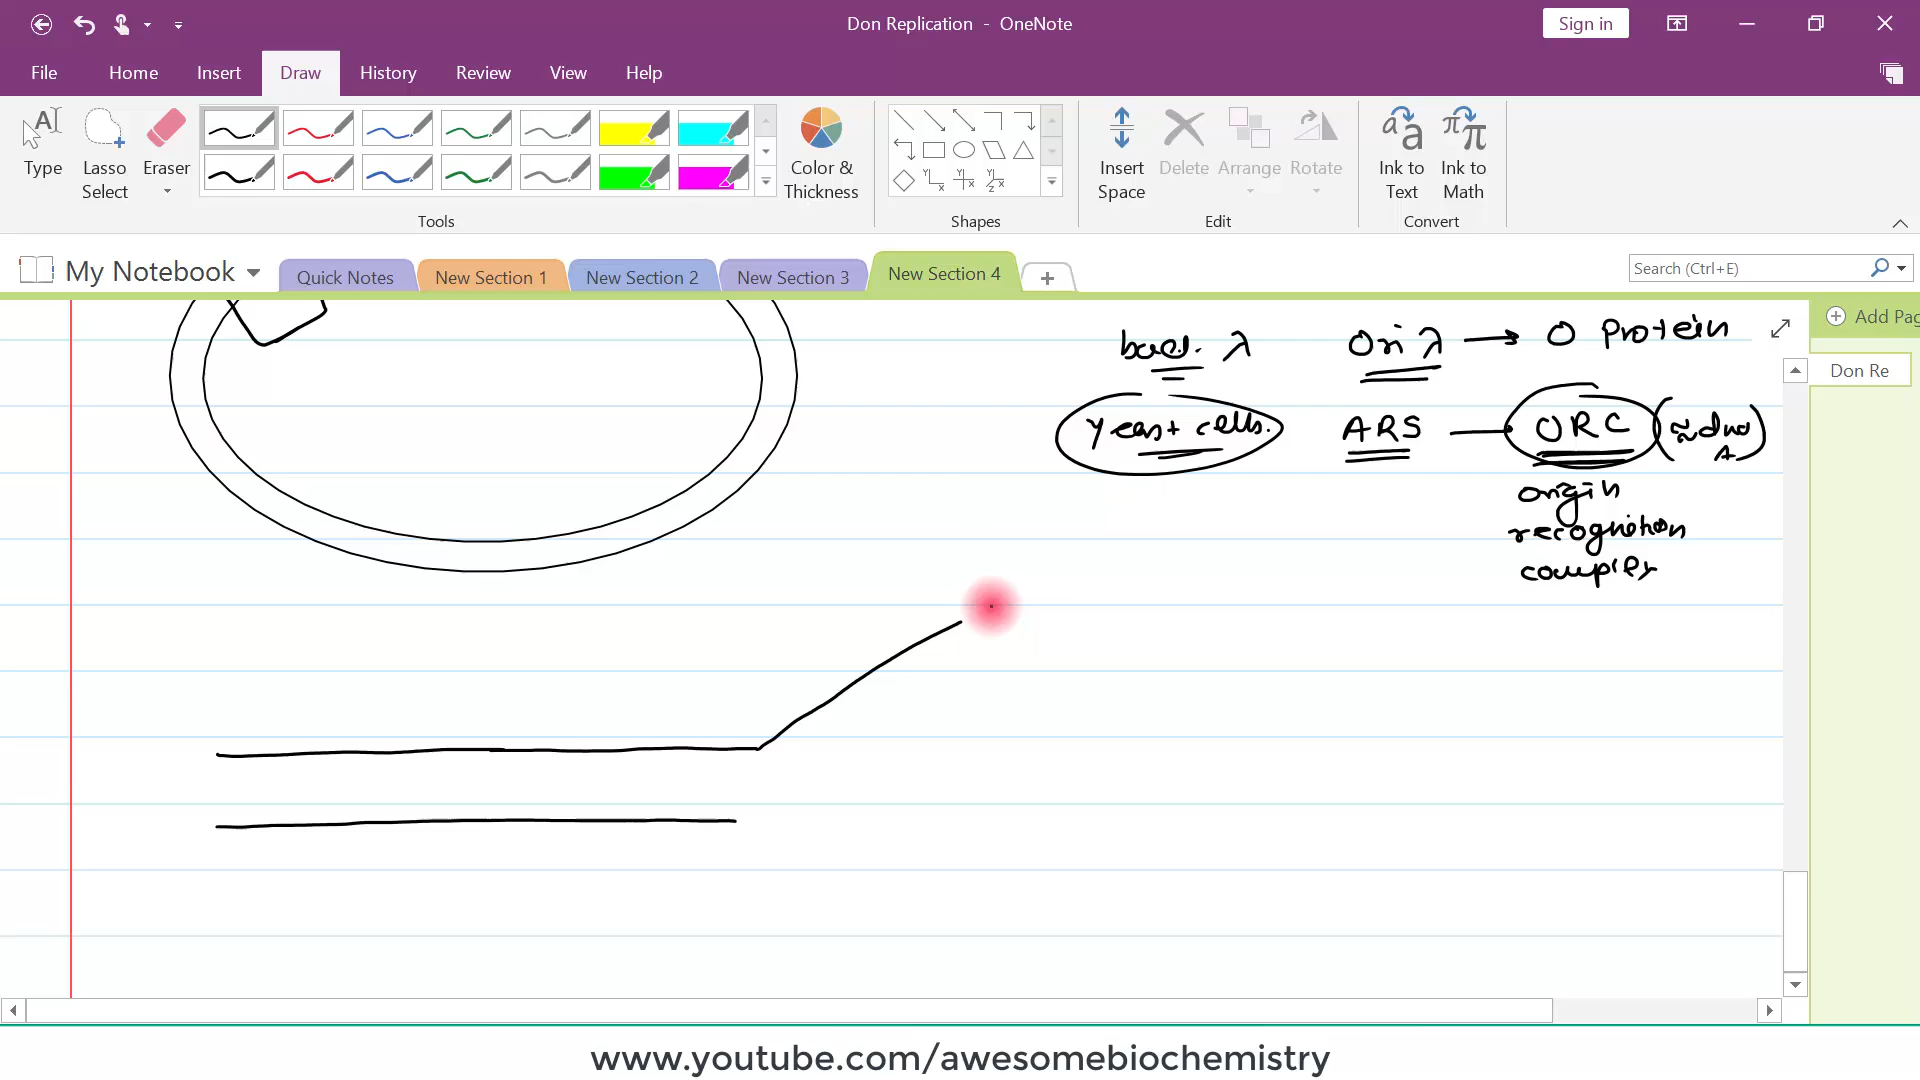 Don Replication - OneNote
Sign in
File Home Insert Draw History Review View Help
Type
Lasso Select
Eraser
Color & Thickness
Insert Space
Delete
Arrange
Rotate
Ink to Text
Ink to Math
Tools
Shapes
Edit
Convert
My Notebook
Quick Notes
New Section 1
New Section 2
New Section 3
New Section 4
Search (Ctrl+E)
Add Pag
Don Re
bact. λ Ori λ → O Protein
yeast cells. ARS — ORC (≈ dna A)
origin
recognition
complex
www.youtube.com/awesomebiochemistry